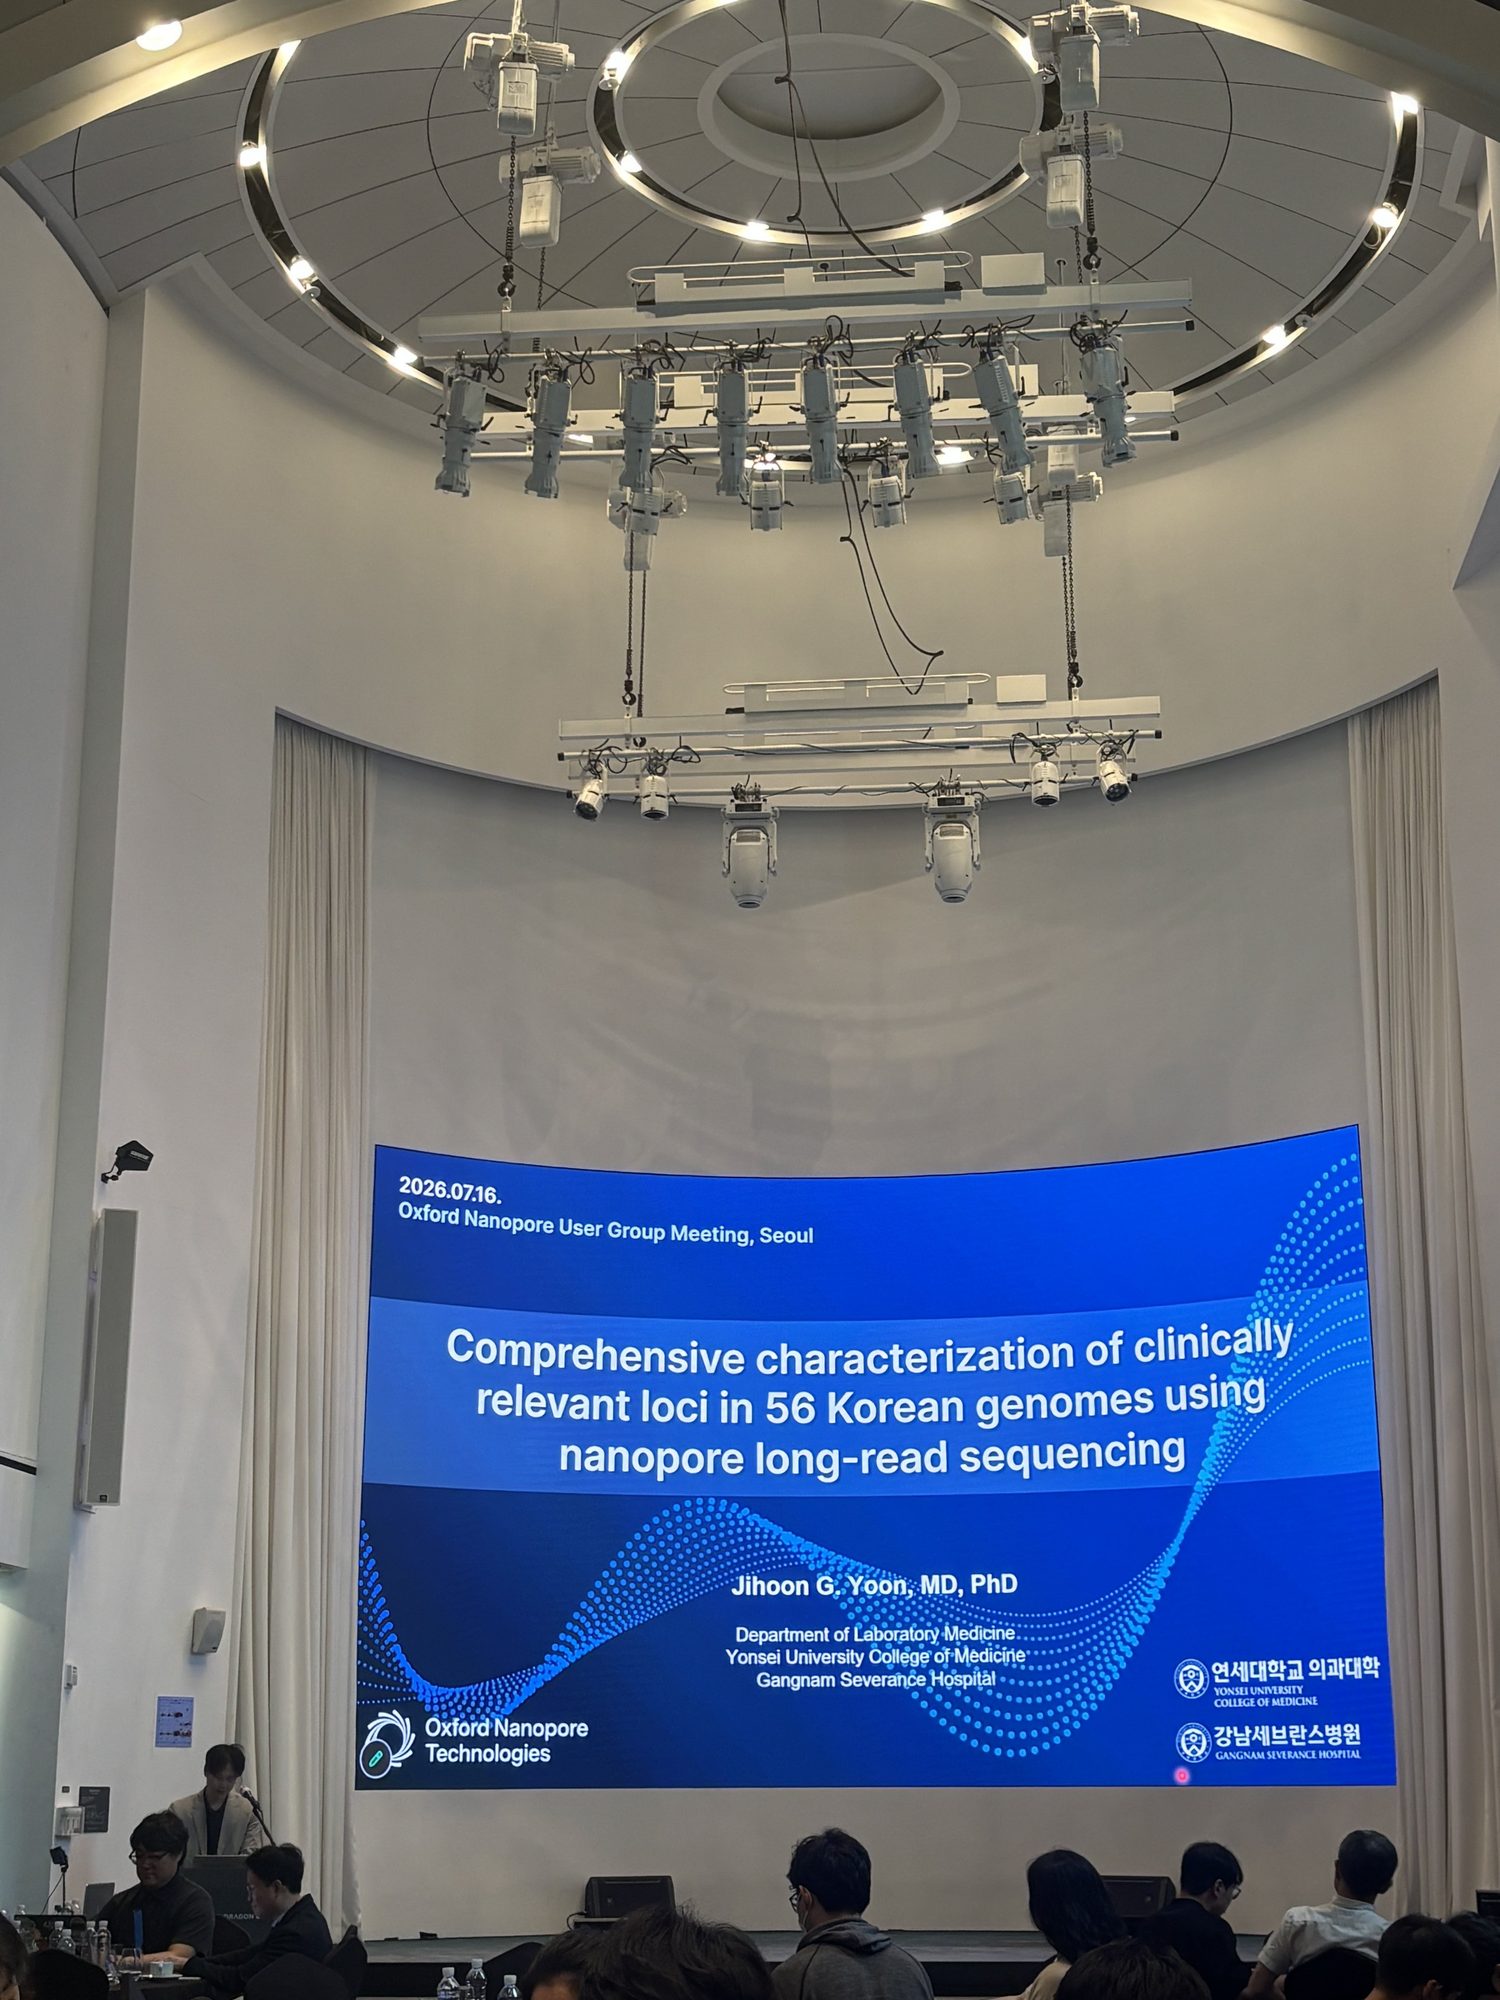 2026.07.16.
Oxford Nanopore User Group Meeting, Seoul
Comprehensive characterization of clinically
relevant loci in 56 Korean genomes using
nanopore long-read sequencing
Jihoon G. Yoon, MD, PhD
Department of Laboratory Medicine
Yonsei University College of Medicine
Gangnam Severance Hospital
연세대학교 의과대학
YONSEI UNIVERSITY
COLLEGE OF MEDICINE
강남세브란스병원
GANGNAM SEVERANCE HOSPITAL
Oxford Nanopore
Technologies